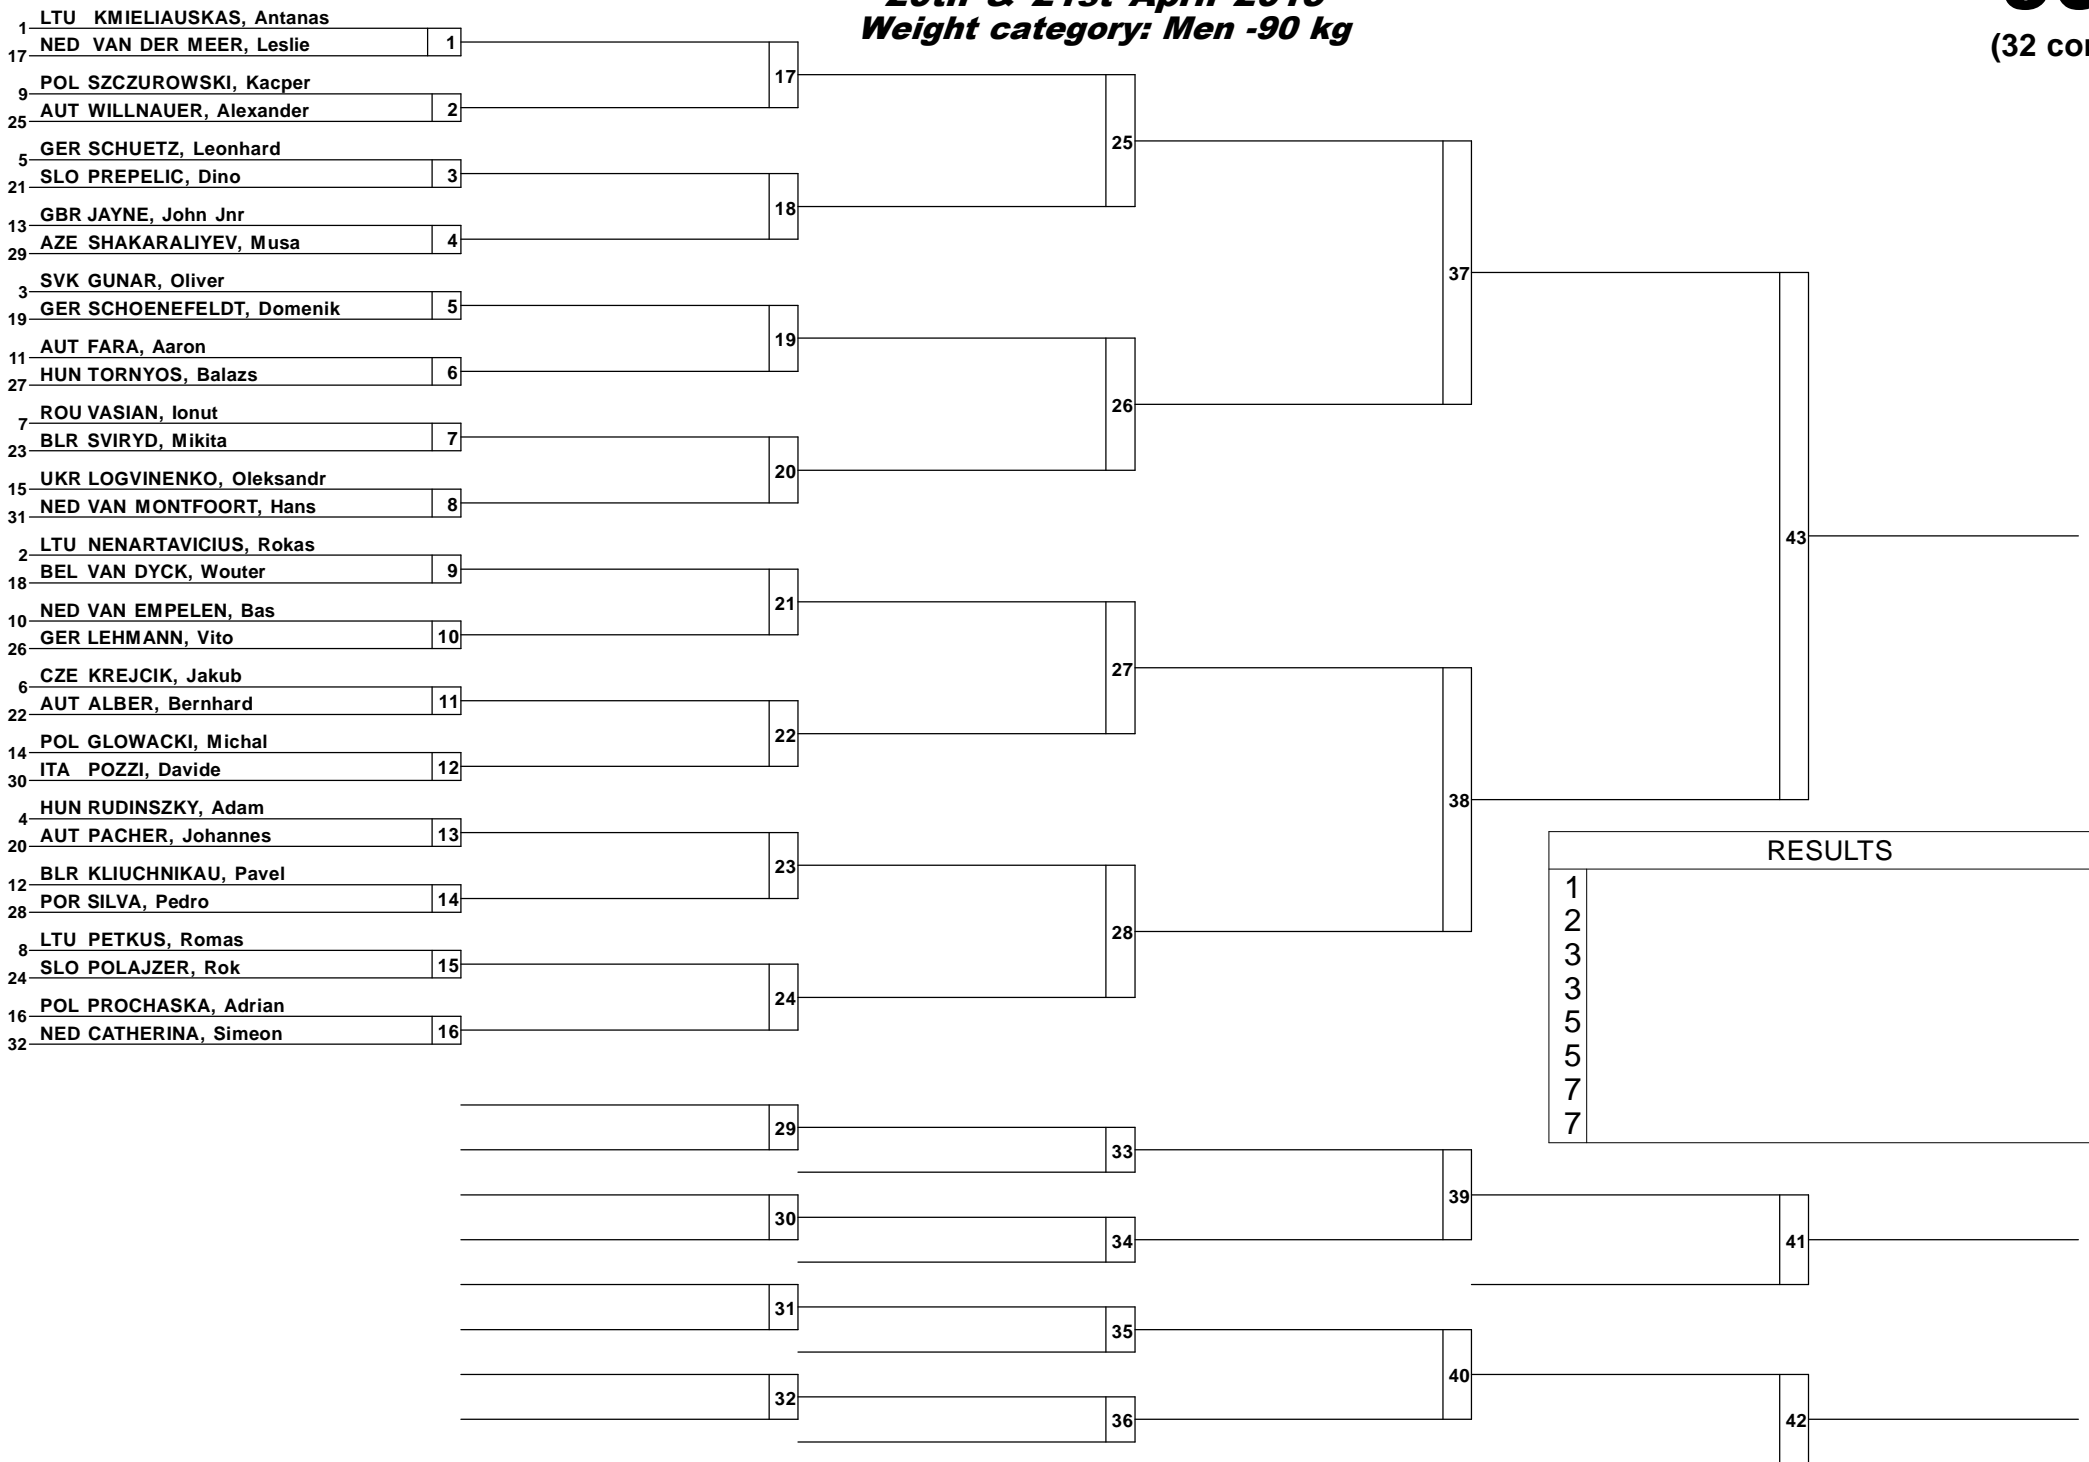 Weight category: Men -90 kg
(32
1 LTU KMIELIAUSKAS, Antanas
17 NED VAN DER MEER, Leslie 1
9 POL SZCZUROWSKI, Kacper
25 AUT WILLNAUER, Alexander 2
5 GER SCHUETZ, Leonhard
21 SLO PREPELIC, Dino 3
13 GBR JAYNE, John Jnr
29 AZE SHAKARALIYEV, Musa 4
3 SVK GUNAR, Oliver
19 GER SCHOENEFELDT, Domenik 5
11 AUT FARA, Aaron
27 HUN TORNYOS, Balazs 6
7 ROU VASIAN, Ionut
23 BLR SVIRYD, Mikita 7
15 UKR LOGVINENKO, Oleksandr
31 NED VAN MONTFOORT, Hans 8
2 LTU NENARTAVICIUS, Rokas
18 BEL VAN DYCK, Wouter 9
10 NED VAN EMPELEN, Bas
26 GER LEHMANN, Vito 10
6 CZE KREJCIK, Jakub
22 AUT ALBER, Bernhard 11
14 POL GLOWACKI, Michal
30 ITA POZZI, Davide 12
4 HUN RUDINSZKY, Adam
20 AUT PACHER, Johannes 13
12 BLR KLIUCHNIKAU, Pavel
28 POR SILVA, Pedro 14
8 LTU PETKUS, Romas
24 SLO POLAJZER, Rok 15
16 POL PROCHASKA, Adrian
32 NED CATHERINA, Simeon 16
17
18
19
20
21
22
23
24
25
26
27
28
37
38
43
RESULTS
1
2
3
3
5
5
7
7
29
30
31
32
33
34
35
36
39
40
41
42